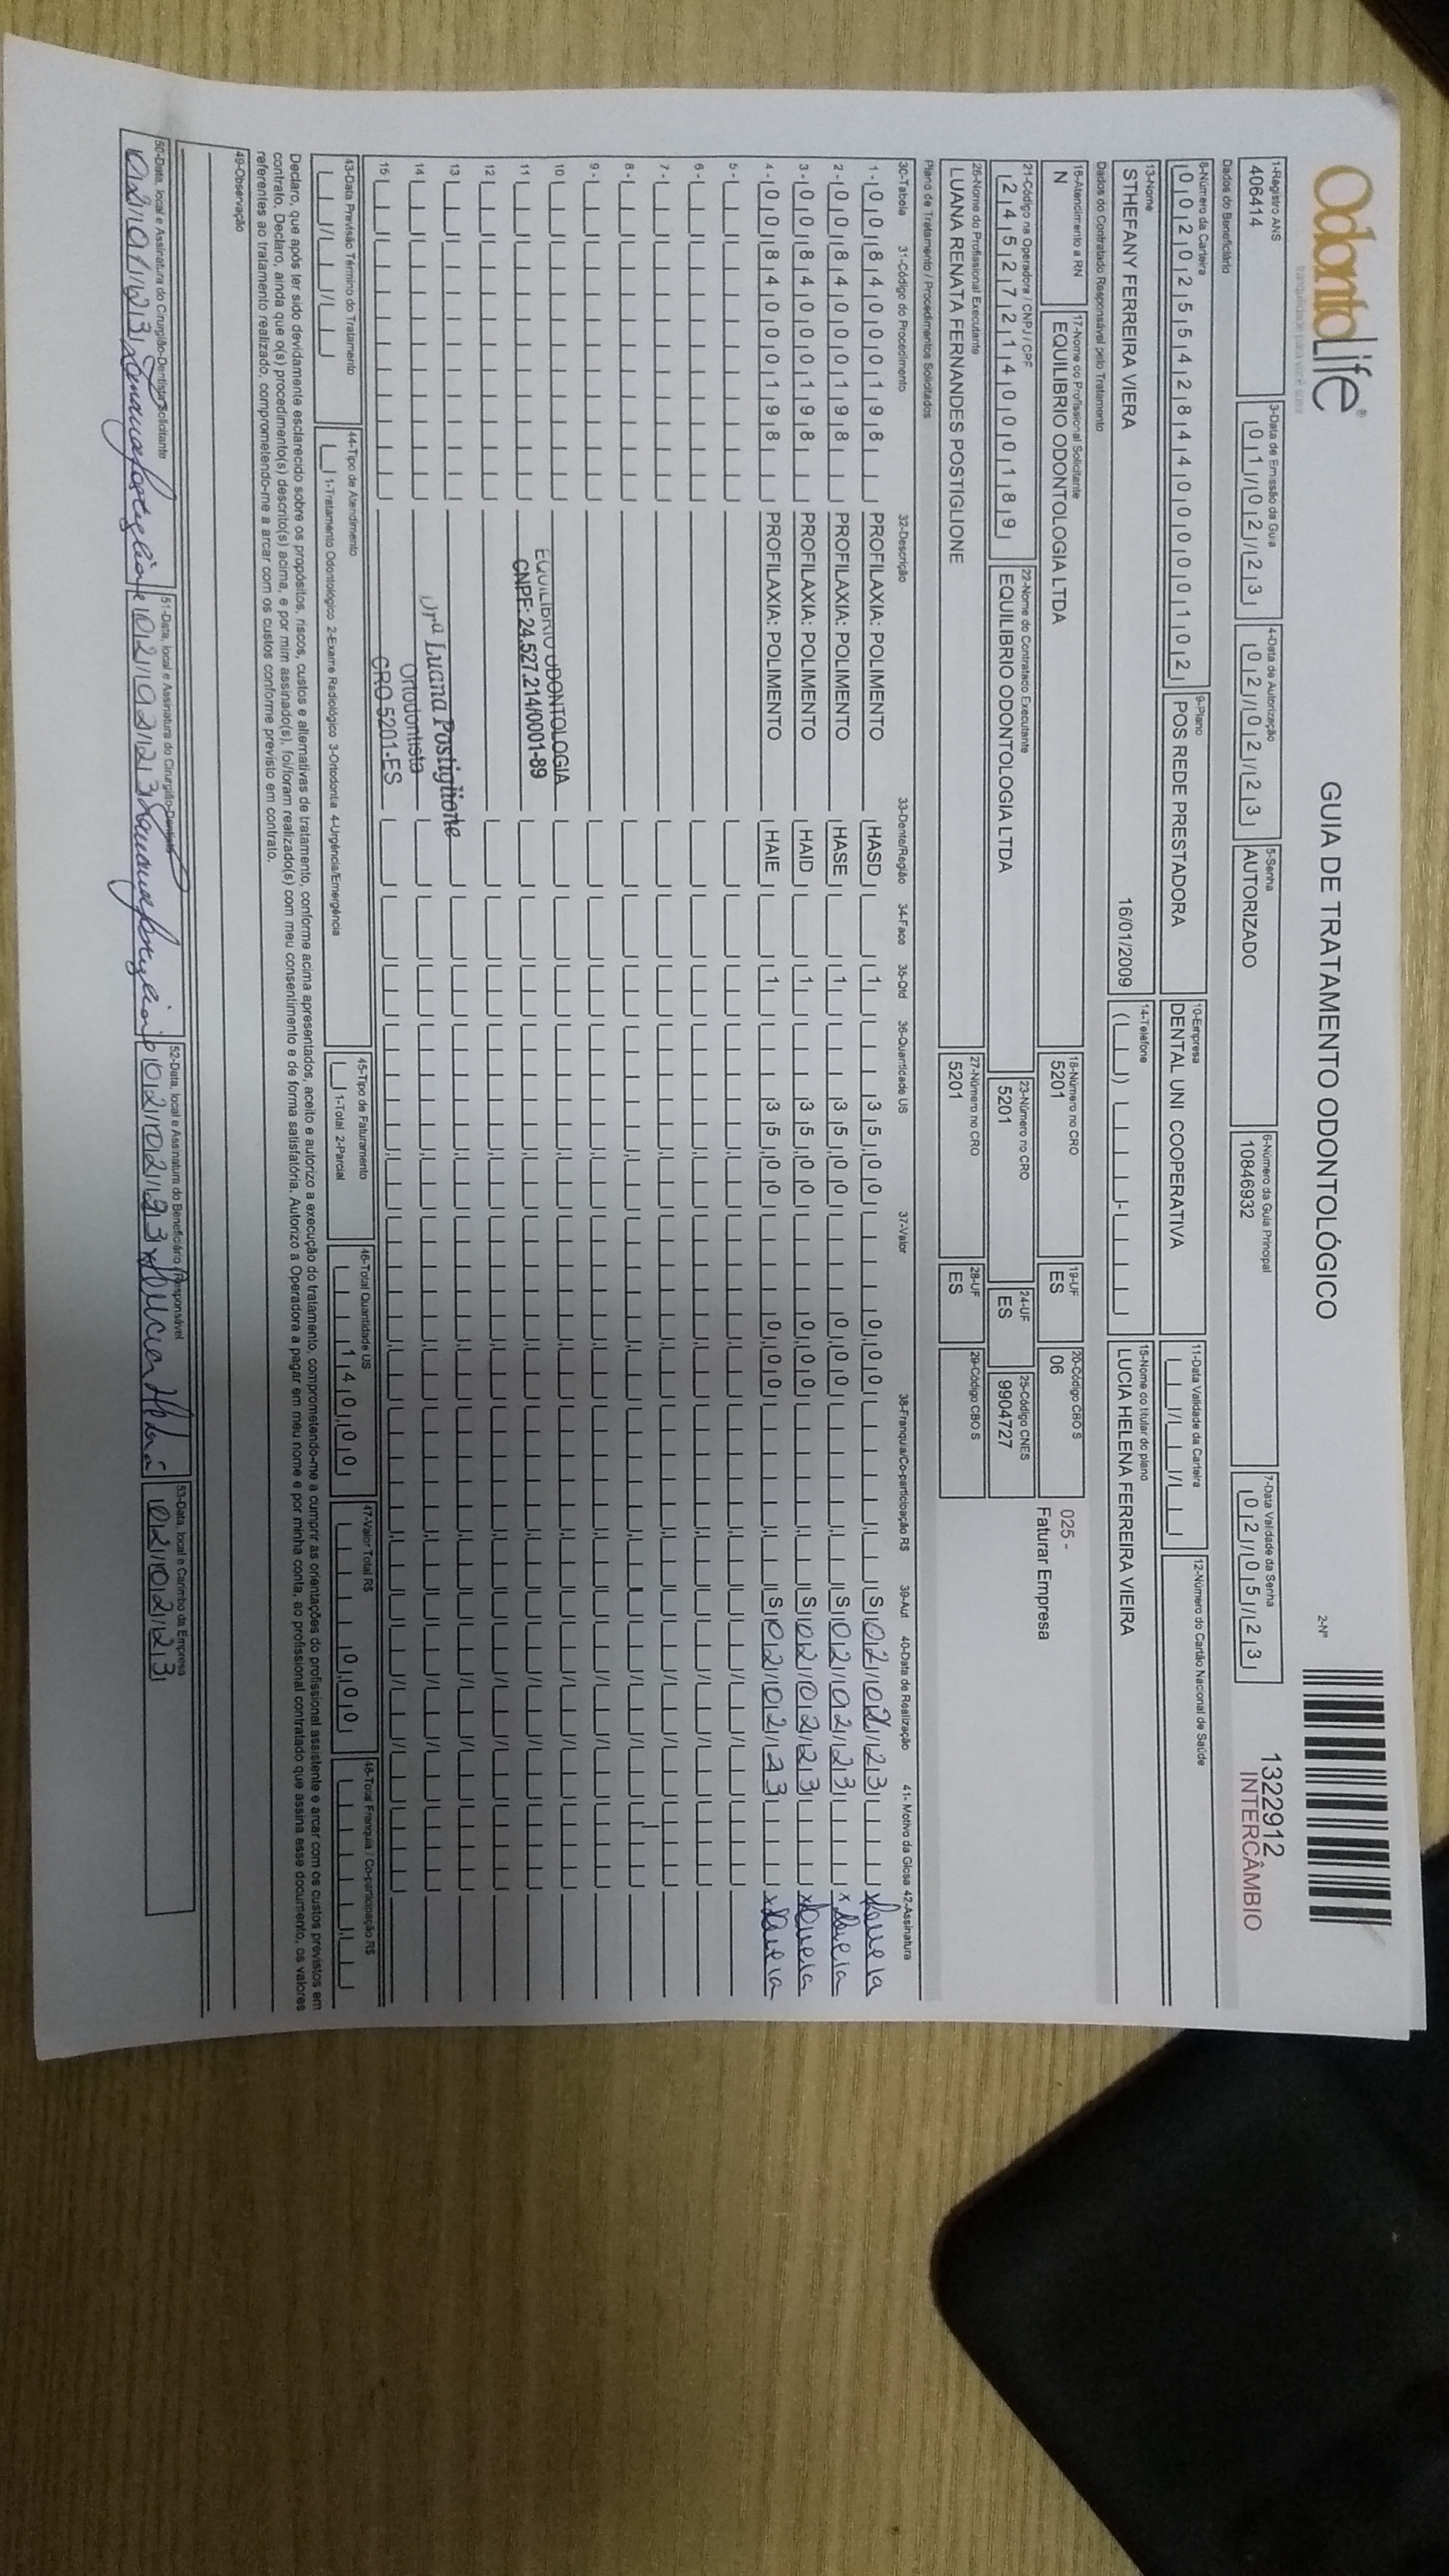 OdontoLife®
tranquilidade para você sorrir
GUIA DE TRATAMENTO ODONTOLÓGICO
2-Nº
1322912
INTERCÂMBIO
1-Registro ANS 3-Data de Emissão da Guia 4-Data de Autorização 5-Senha 6-Número da Guia Principal 7-Data Validade da Senha
406414 01/02/23 02/02/23 AUTORIZADO 10846932 02/05/23
Dados do Beneficiário
8-Número da Carteira 9-Plano 10-Empresa 11-Data Validade da Carteira 12-Número do Cartão Nacional de Saúde
00202554284400000102 POS REDE PRESTADORA DENTAL UNI COOPERATIVA
13-Nome 14-Telefone 15-Nome do titular do plano
STHEFANY FERREIRA VIERA 16/01/2009 LUCIA HELENA FERREIRA VIEIRA
Dados do Contratado Responsável pelo Tratamento
16-Atendimento a RN 17-Nome do Profissional Solicitante 18-Número no CRO 19-UF 20-Código CBO S
N EQUILIBRIO ODONTOLOGIA LTDA 5201 ES 06
025 -
Faturar Empresa
21-Código na Operadora / CNPJ / CPF 22-Nome do Contratado Executante 23-Número no CRO 24-UF 25-Código CNES
24527214000189 EQUILIBRIO ODONTOLOGIA LTDA 5201 ES 9904727
26-Nome do Profissional Executante 27-Número no CRO 28-UF 29-Código CBO S
LUANA RENATA FERNANDES POSTIGLIONE 5201 ES
Plano de Tratamento / Procedimentos Solicitados
30-Tabela 31-Código do Procedimento 32-Descrição 33-Dente/Região 34-Face 35-Qtd 36-Quantidade US 37-Valor 38-Franquia/Co-participação R$ 39-Aut 40-Data de Realização 41- Motivo da Glosa 42-Assinatura
1 - 00 84000198 PROFILAXIA: POLIMENTO HASD 1 35,00 0,00 S 02/02/23
2 - 00 84000198 PROFILAXIA: POLIMENTO HASE 1 35,00 0,00 S 02/02/23 x
3 - 00 84000198 PROFILAXIA: POLIMENTO HAID 1 35,00 0,00 S 02/02/23 x
4 - 00 84000198 PROFILAXIA: POLIMENTO HAIE 1 35,00 0,00 S 02/02/23 x
5 -
6 -
7 -
8 -
9 -
10
11
12
13
14
15
EQUILIBRIO ODONTOLOGIA
CNPF: 24.527.214/0001-89
Drª Luana Postiglione
Ortodontista
CRO 5201-ES
43-Data Previsão Término do Tratamento 44-Tipo de Atendimento 45-Tipo de Faturamento 46-Total Quantidade US 47-Valor Total R$ 48-Total Franquia / Co-participação R$
1-Tratamento Odontológico 2-Exame Radiológico 3-Ortodontia 4-Urgência/Emergência 1-Total 2-Parcial 140,00 0,00
Declaro, que após ter sido devidamente esclarecido sobre os propósitos, riscos, custos e alternativas de tratamento, conforme acima apresentados, aceito e autorizo a execução do tratamento, comprometendo-me a cumprir as orientações do profissional assistente e arcar com os custos previstos em
contrato. Declaro, ainda que o(s) procedimento(s) descrito(s) acima, e por mim assinado(s), foi/foram realizado(s) com meu consentimento e de forma satisfatória. Autorizo a Operadora a pagar em meu nome e por minha conta, ao profissional contratado que assina esse documento, os valores
referentes ao tratamento realizado, comprometendo-me a arcar com os custos conforme previsto em contrato.
49-Observação
50-Data, local e Assinatura do Cirurgião-Dentista Solicitante 51-Data, local e Assinatura do Cirurgião-Dentista 52-Data, local e Assinatura do Beneficiário / Responsável 53-Data, local e Carimbo da Empresa
02/02/23 02/02/23 02/02/23 02/02/23